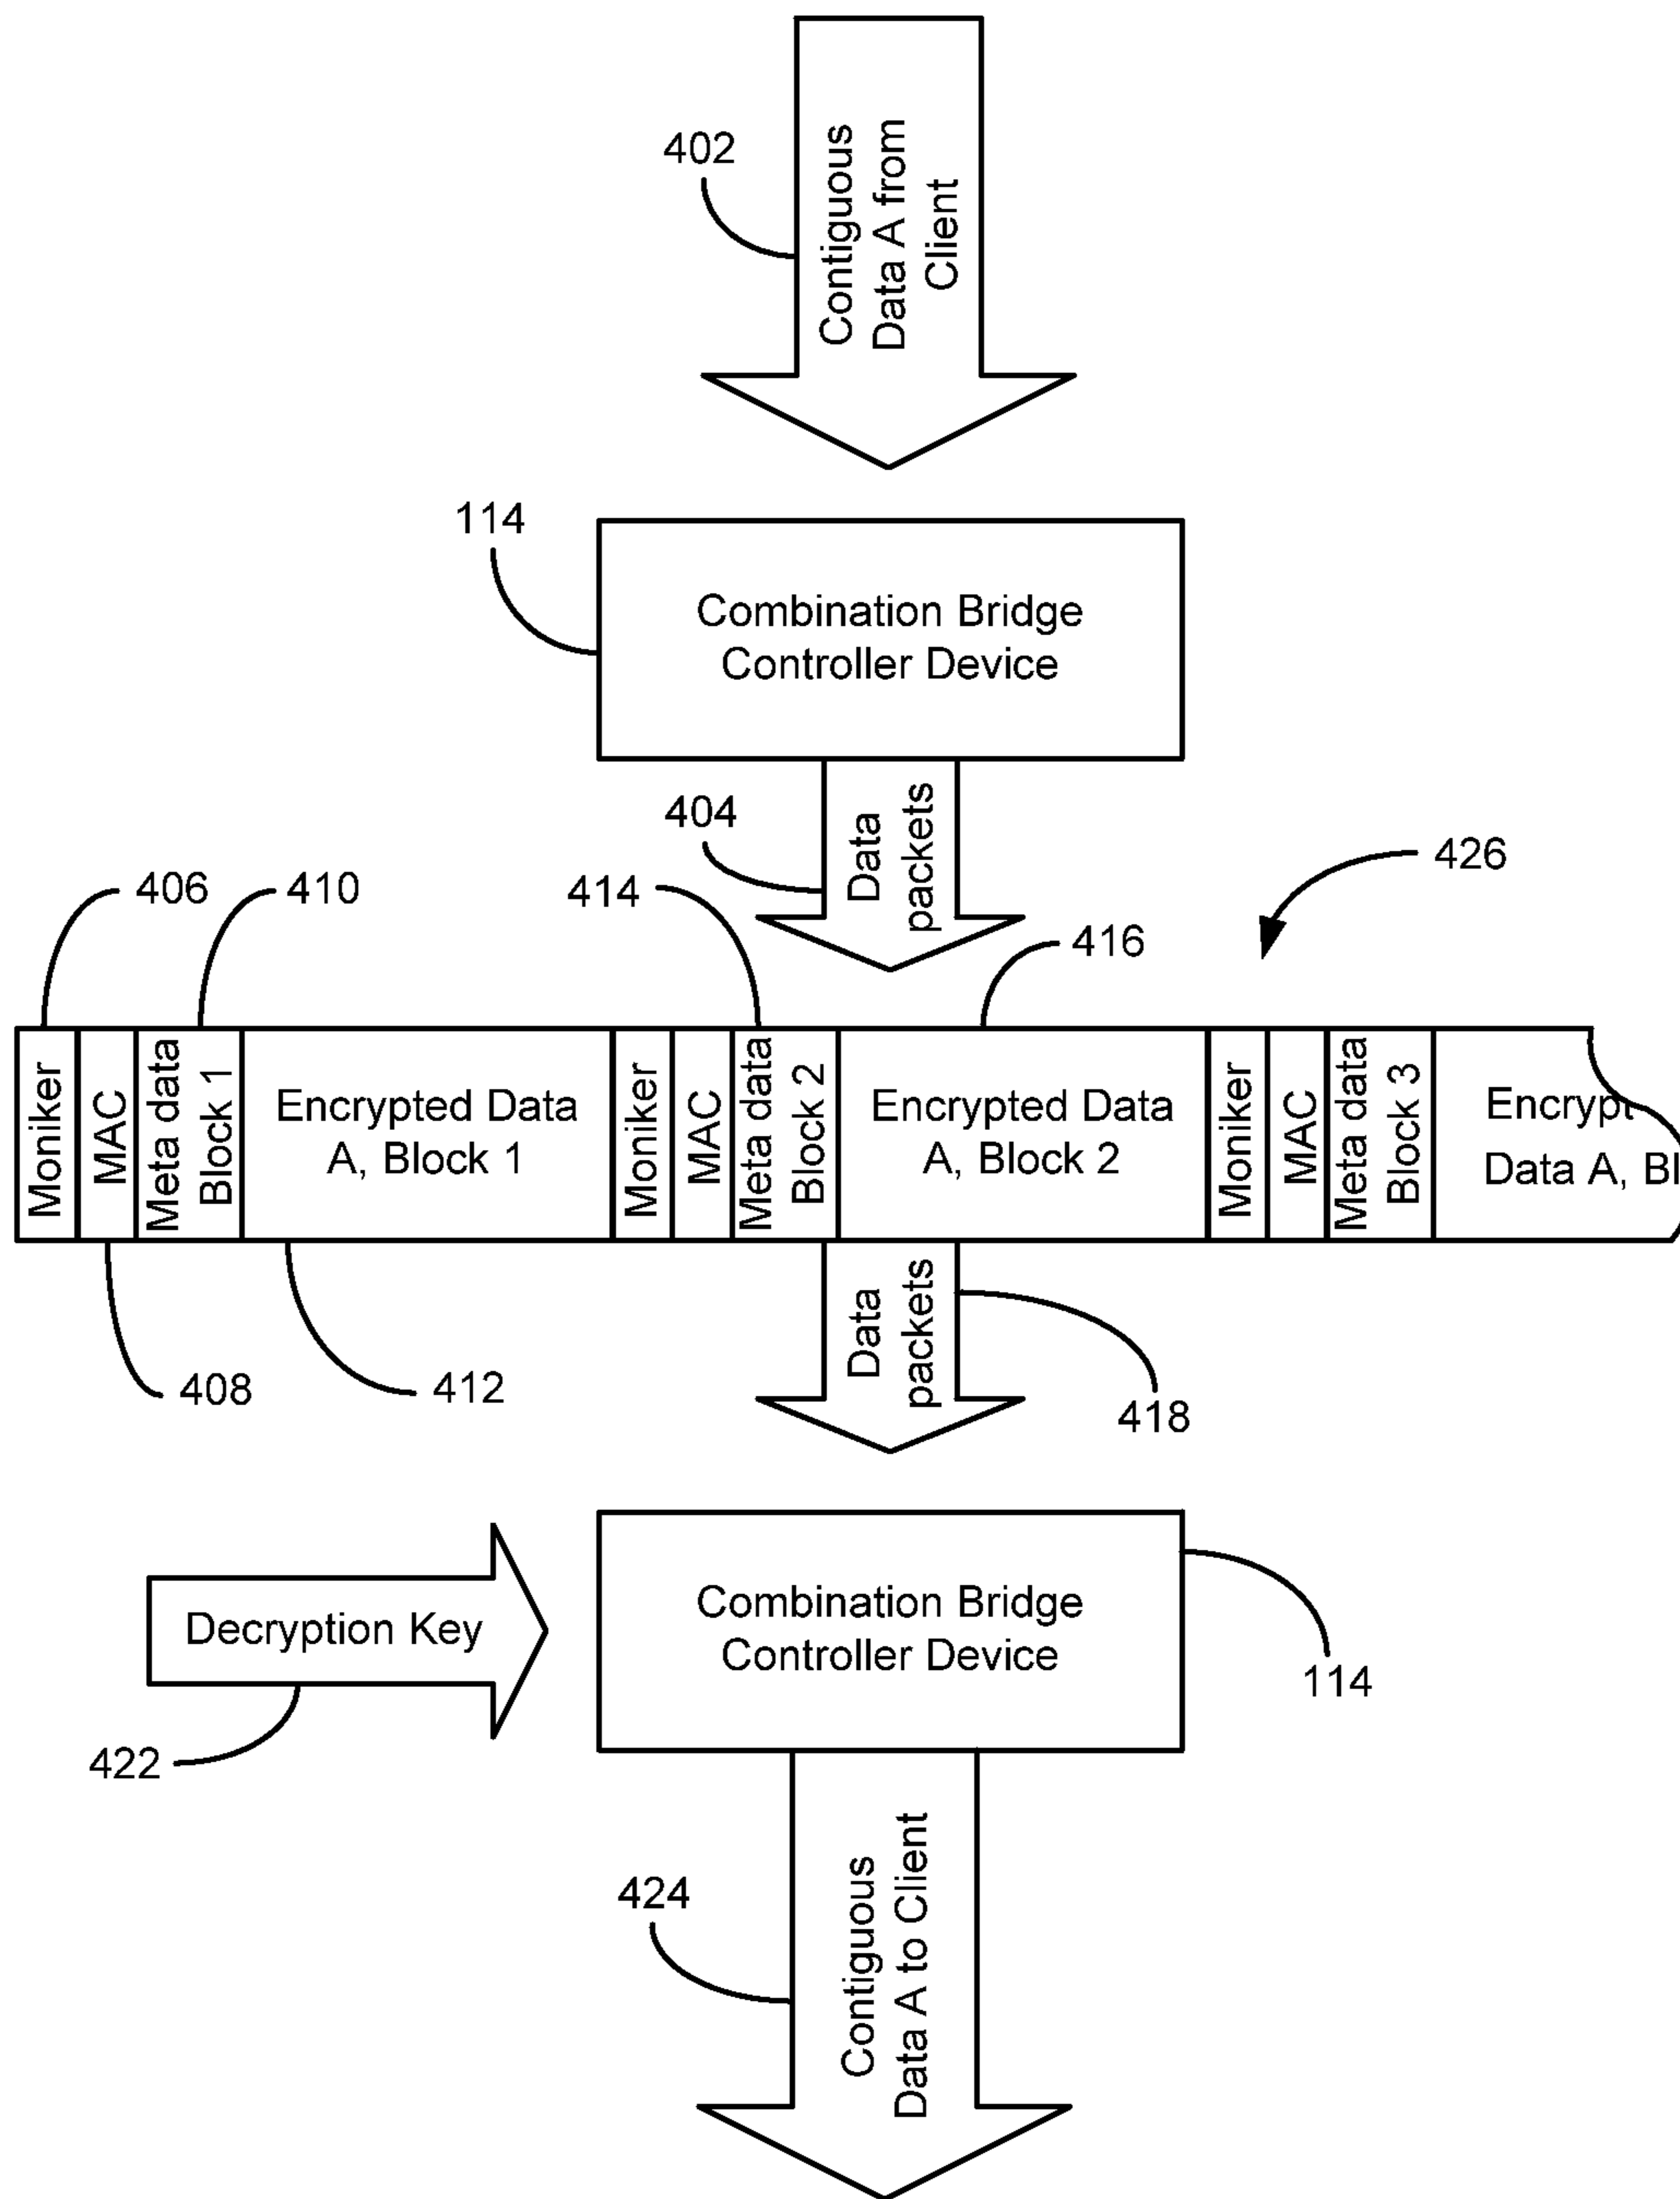 402
Contiguous
Data A from
Client
114
Combination Bridge
Controller Device
404
Data
packets
426
406
410
414
416
Moniker
MAC
Meta data
Block 1
Encrypted Data
A, Block 1
Moniker
MAC
Meta data
Block 2
Encrypted Data
A, Block 2
Moniker
MAC
Meta data
Block 3
Encrypt
Data A, Bl
408
412
Data
packets
418
Decryption Key
422
Combination Bridge
Controller Device
114
424
Contiguous
Data A to Client